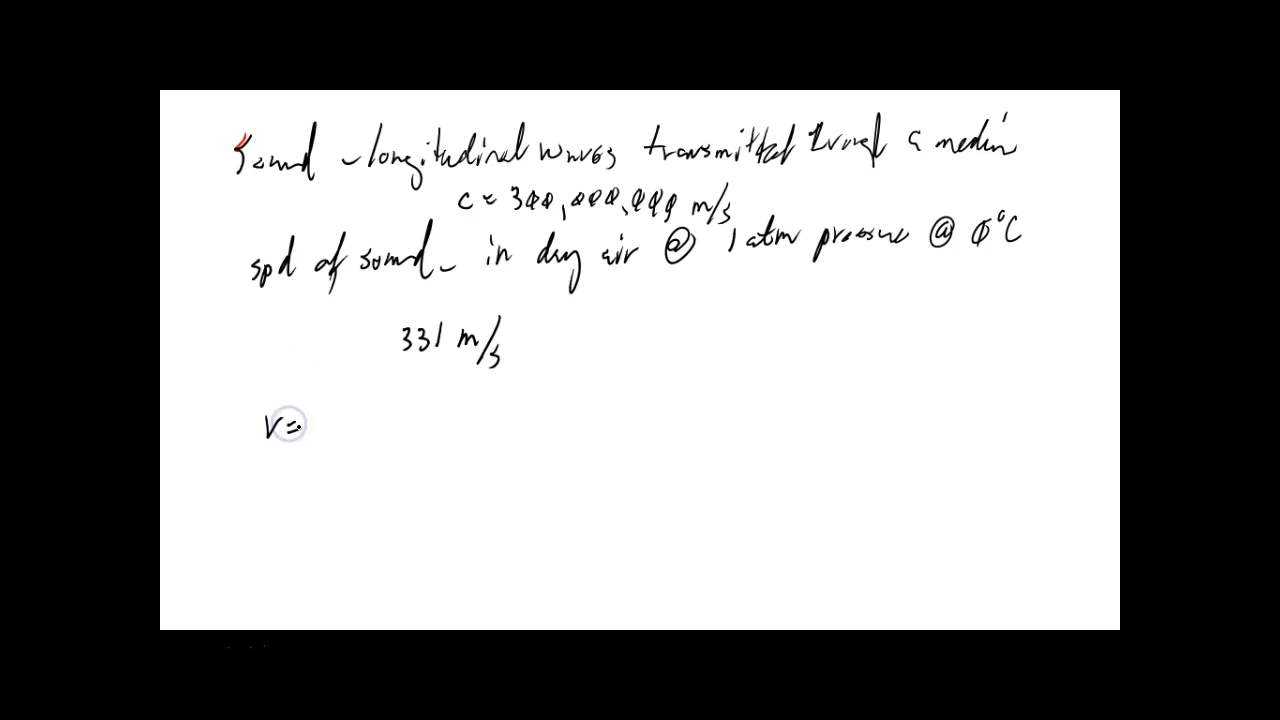 Sound - longitudinal waves transmitted through a medium
c = 300,000,000 m/s
spd of sound - in dry air @ 1 atm pressure @ 0°C
331 m/s
V=